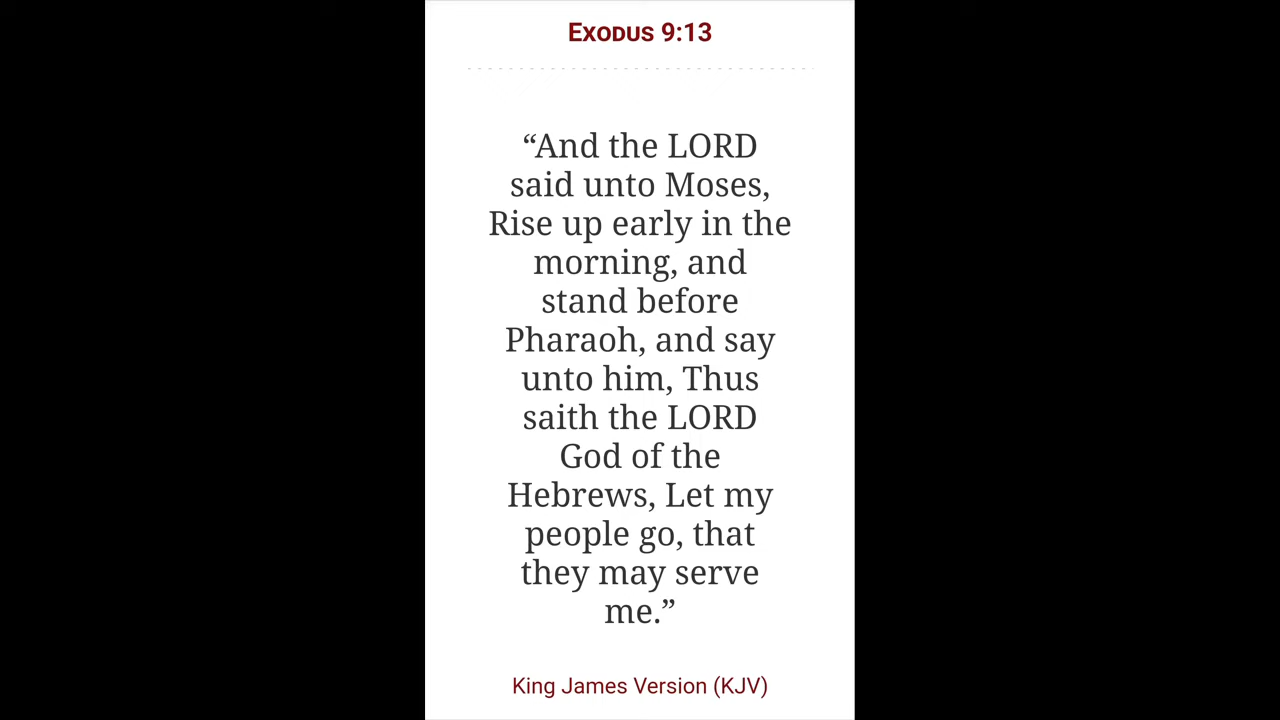 Exodus 9:13
“And the LORD
said unto Moses,
Rise up early in the
morning, and
stand before
Pharaoh, and say
unto him, Thus
saith the LORD
God of the
Hebrews, Let my
people go, that
they may serve
me.”
King James Version (KJV)